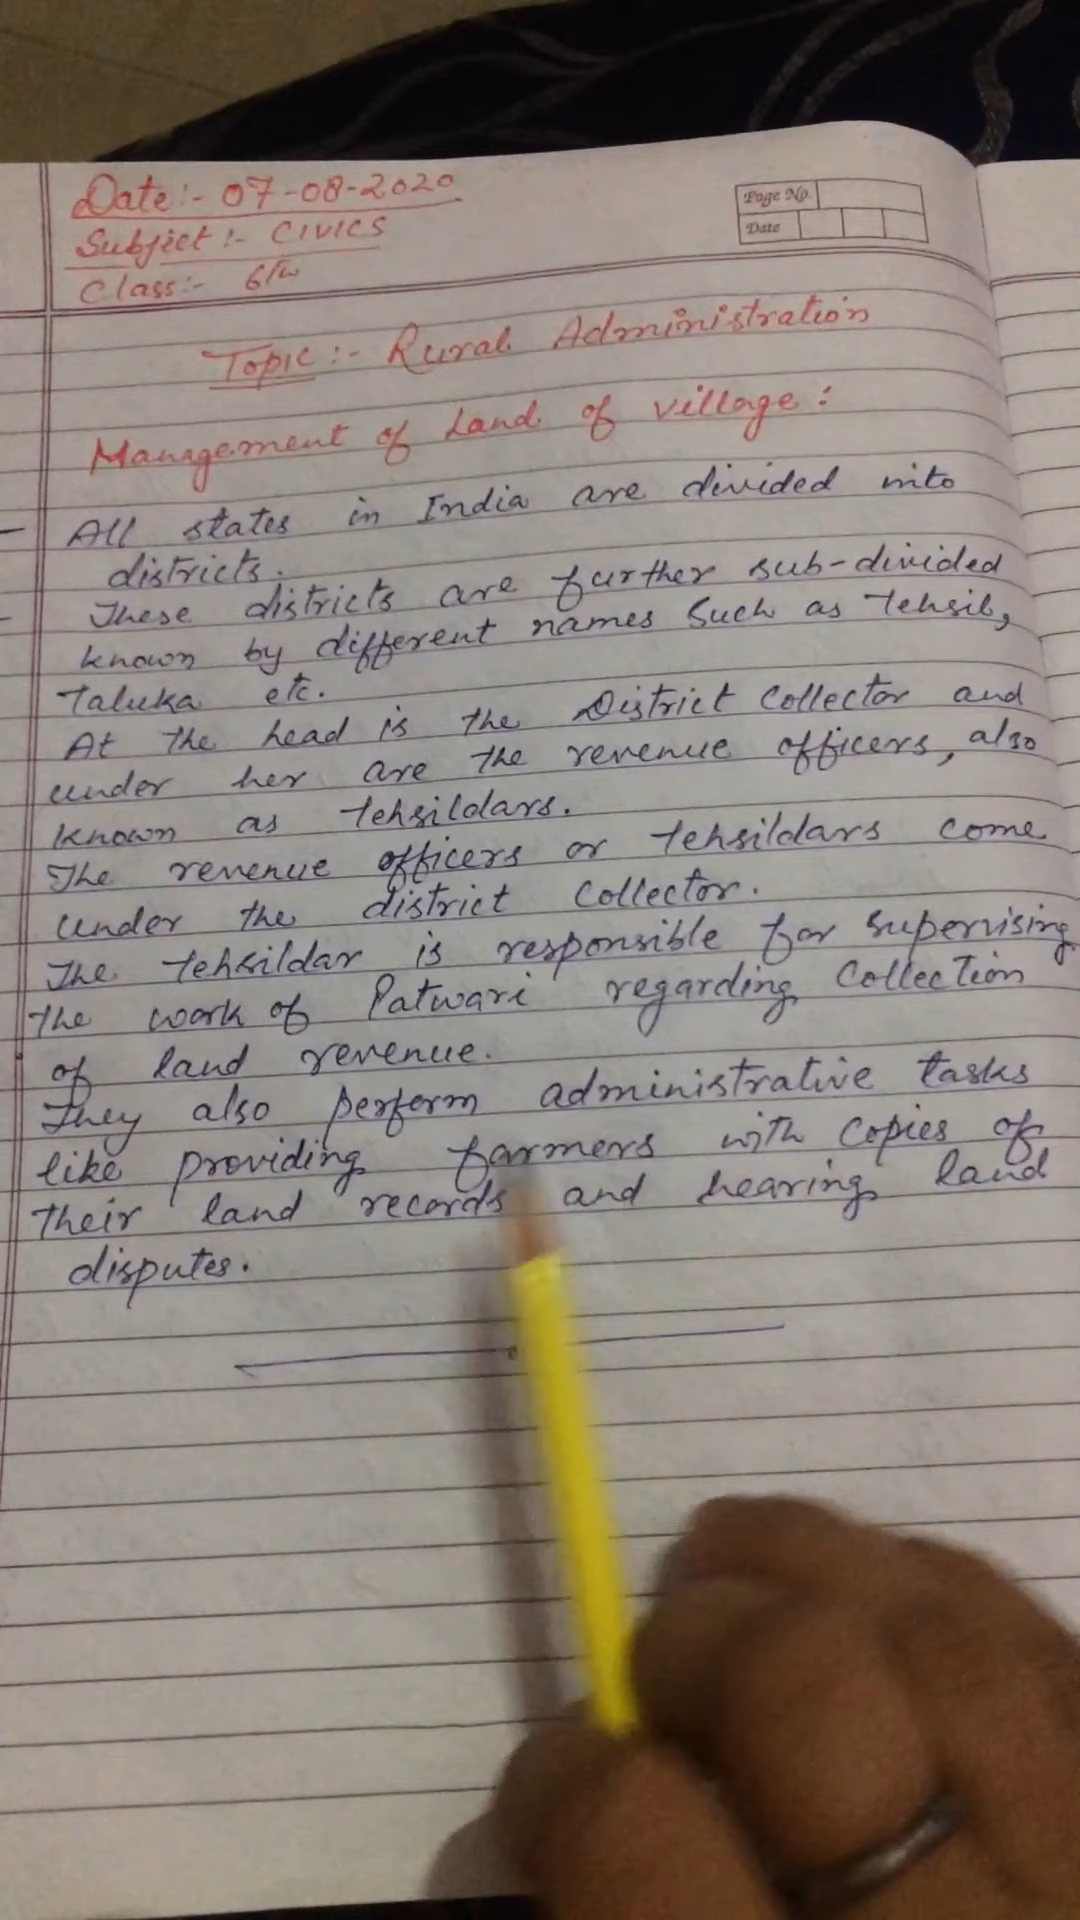 Date:- 07-08-2020
Subject:- CIVICS
Class:- 6th
Page No.
Date
Topic:- Rural Administration
Management of Land of village:
- All states in India are divided into
districts.
- These districts are further sub-divided
known by different names such as Tehsil,
Taluka etc.
At the head is the District Collector and
under her are the revenue officers, also
known as tehsildars.
The revenue officers or tehsildars come
under the district collector.
The tehsildar is responsible for supervising
the work of Patwari regarding Collection
of land revenue.
They also perform administrative tasks
like providing farmers with copies of
their land records and hearing land
disputes.